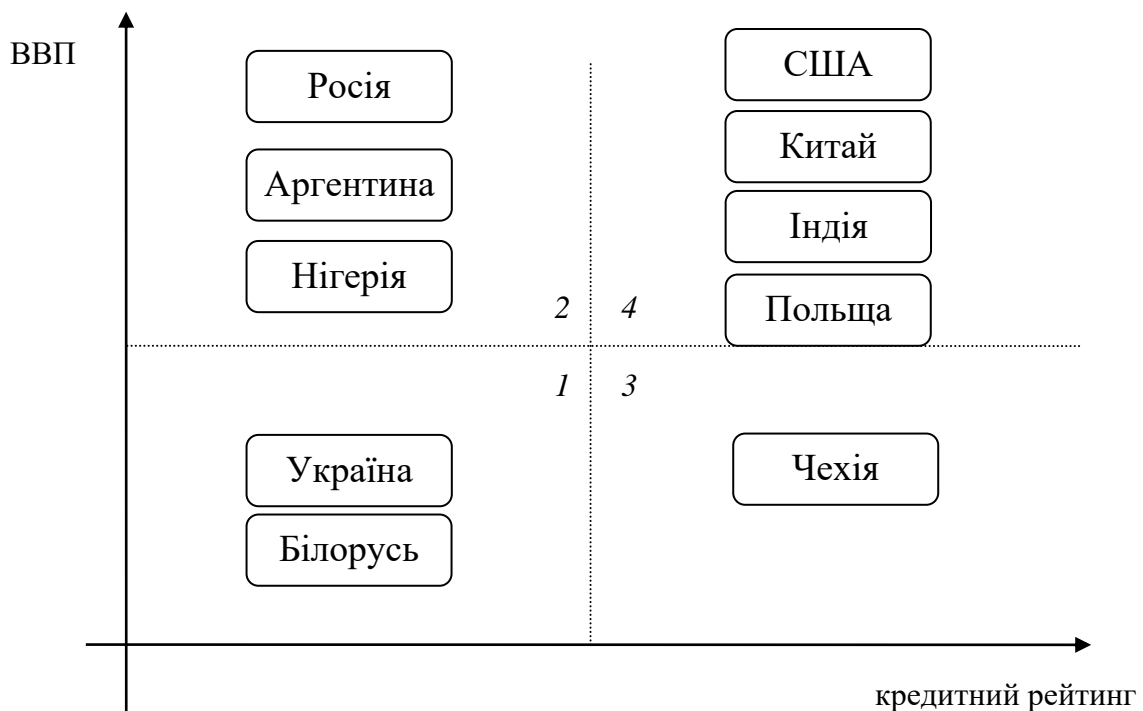 ВВП
Росія
США
Китай
Аргентина
Індія
Нігерія
Польща
2
4
1
3
Україна
Чехія
Білорусь
кредитний рейтинг